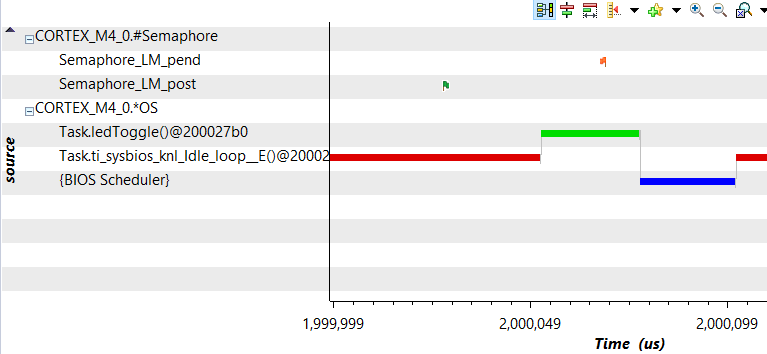 CORTEX_M4_0.#Semaphore
Semaphore_LM_pend
Semaphore_LM_post
CORTEX_M4_0.*OS
Task.ledToggle()@200027b0
Task.ti_sysbios_knl_Idle_loop__E()@20002
{BIOS Scheduler}
source
1,999,999 2,000,049 2,000,099
Time (us)